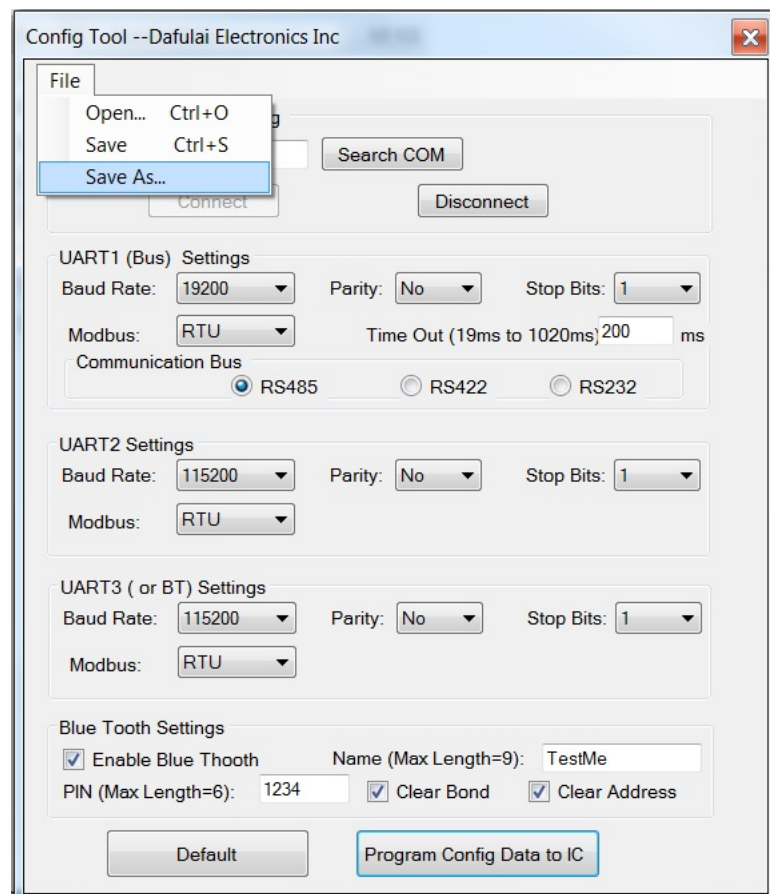 Config Tool --Dafulai Electronics Inc
File
Open... Ctrl+O
Save Ctrl+S
Save As...
Search COM
Connect Disconnect
UART1 (Bus) Settings
Baud Rate: 19200 Parity: No Stop Bits: 1
Modbus: RTU Time Out (19ms to 1020ms) 200 ms
Communication Bus
RS485 RS422 RS232
UART2 Settings
Baud Rate: 115200 Parity: No Stop Bits: 1
Modbus: RTU
UART3 ( or BT) Settings
Baud Rate: 115200 Parity: No Stop Bits: 1
Modbus: RTU
Blue Tooth Settings
Enable Blue Thooth Name (Max Length=9): TestMe
PIN (Max Length=6): 1234 Clear Bond Clear Address
Default Program Config Data to IC